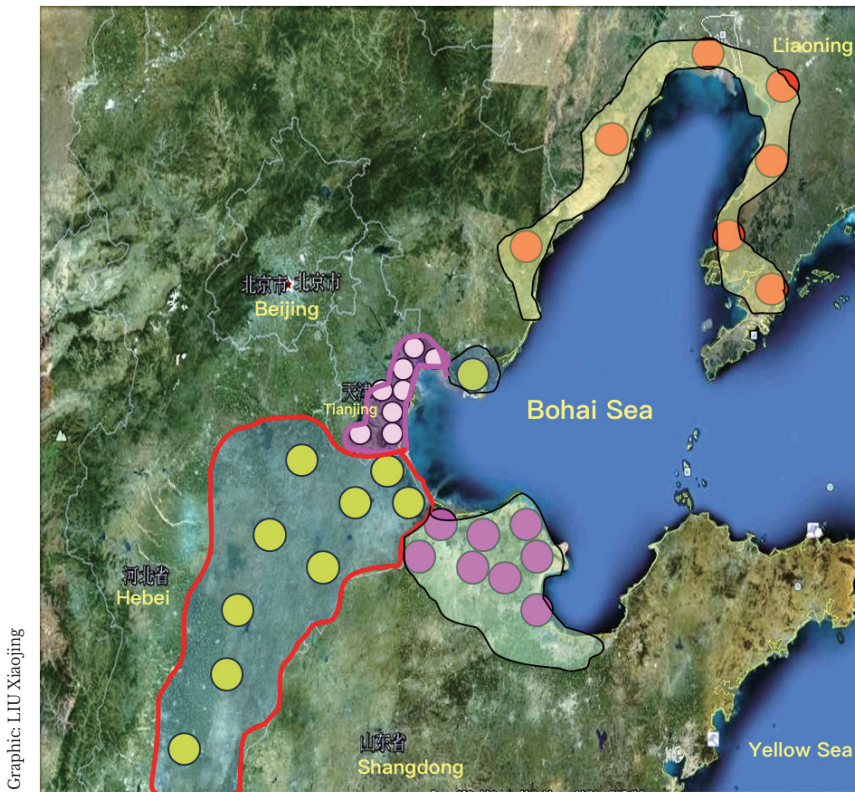 Liaoning
北京市 北京市
Beijing
天津
Tianjing
Bohai Sea
河北省
Hebei
山东省
Shangdong
Yellow Sea
Graphic: LIU Xiaojing